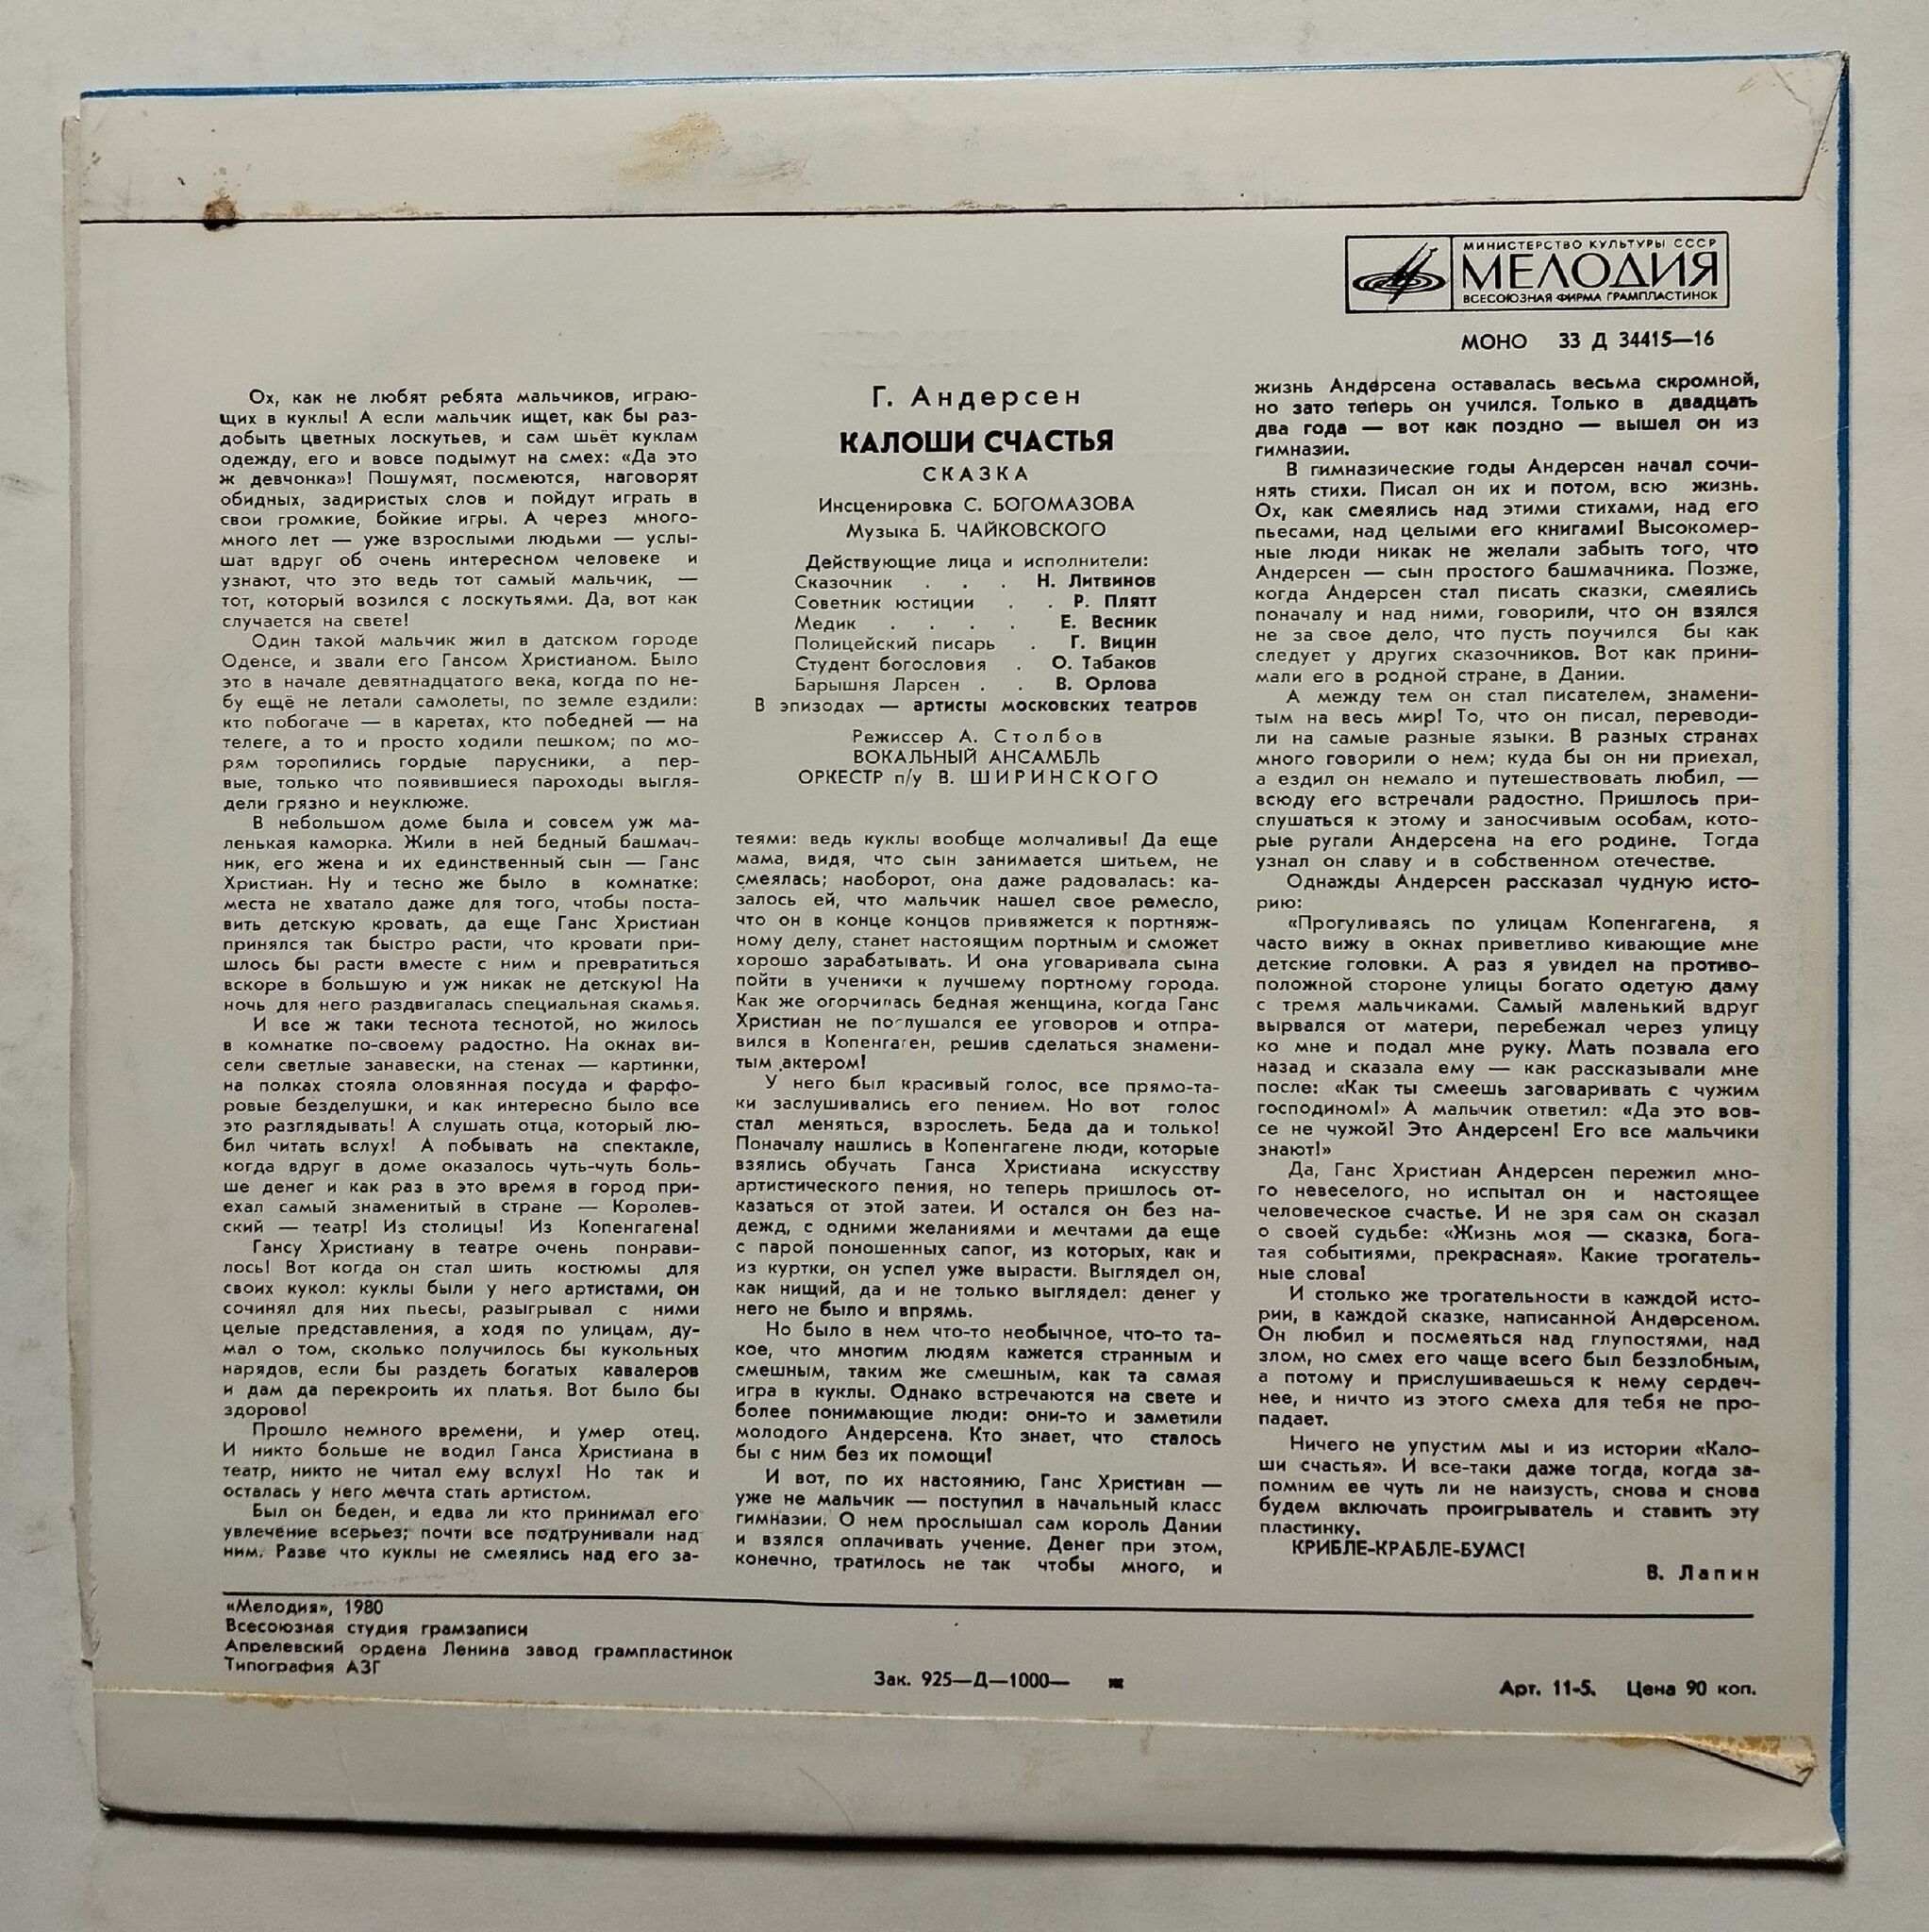 МИНИСТЕРСТВО КУЛЬТУРЫ СССР
МЕЛОДИЯ
ВСЕСОЮЗНАЯ ФИРМА ГРАМПЛАСТИНОК
МОНО 33 Д 34415—16
Ох, как не любят ребята мальчиков, играю-
щих в куклы! А если мальчик ищет, как бы раз-
добыть цветных лоскутьев, и сам шьёт куклам
одежду, его и вовсе подымут на смех: «Да это
ж девчонка»! Пошумят, посмеются, наговорят
обидных, задиристых слов и пойдут играть в
свои громкие, бойкие игры. А через много-
много лет — уже взрослыми людьми — услы-
шат вдруг об очень интересном человеке и
узнают, что это ведь тот самый мальчик, —
тот, который возился с лоскутьями. Да, вот как
случается на свете!
Один такой мальчик жил в датском городе
Оденсе, и звали его Гансом Христианом. Было
это в начале девятнадцатого века, когда по не-
бу ещё не летали самолеты, по земле ездили:
кто побогаче — в каретах, кто победней — на
телеге, а то и просто ходили пешком; по мо-
рям торопились гордые парусники, а пер-
вые, только что появившиеся пароходы выгля-
дели грязно и неуклюже.
В небольшом доме была и совсем уж ма-
ленькая каморка. Жили в ней бедный башмач-
ник, его жена и их единственный сын — Ганс
Христиан. Ну и тесно же было в комнатке:
места не хватало даже для того, чтобы поста-
вить детскую кровать, да еще Ганс Христиан
принялся так быстро расти, что кровати при-
шлось бы расти вместе с ним и превратиться
вскоре в большую и уж никак не детскую! На
ночь для него раздвигалась специальная скамья.
И все ж таки теснота теснотой, но жилось
в комнатке по-своему радостно. На окнах ви-
сели светлые занавески, на стенах — картинки,
на полках стояла оловянная посуда и фарфо-
ровые безделушки, и как интересно было все
это разглядывать! А слушать отца, который лю-
бил читать вслух! А побывать на спектакле,
когда вдруг в доме оказалось чуть-чуть боль-
ше денег и как раз в это время в город при-
ехал самый знаменитый в стране — Королев-
ский — театр! Из столицы! Из Копенгагена!
Гансу Христиану в театре очень понрави-
лось! Вот когда он стал шить костюмы для
своих кукол: куклы были у него артистами, он
сочинял для них пьесы, разыгрывал с ними
целые представления, а ходя по улицам, ду-
мал о том, сколько получилось бы кукольных
нарядов, если бы раздеть богатых кавалеров
и дам да перекроить их платья. Вот было бы
здорово!
Прошло немного времени, и умер отец.
И никто больше не водил Ганса Христиана в
театр, никто не читал ему вслух! Но так и
осталась у него мечта стать артистом.
Был он беден, и едва ли кто принимал его
увлечение всерьез; почти все подтрунивали над
ним. Разве что куклы не смеялись над его за-
Г. Андерсен
КАЛОШИ СЧАСТЬЯ
СКАЗКА
Инсценировка С. БОГОМАЗОВА
Музыка Б. ЧАЙКОВСКОГО
Действующие лица и исполнители:
Сказочник . . . Н. Литвинов
Советник юстиции . . Р. Плятт
Медик . . . . Е. Весник
Полицейский писарь . Г. Вицин
Студент богословия . О. Табаков
Барышня Ларсен . . В. Орлова
В эпизодах — артисты московских театров
Режиссер А. Столбов
ВОКАЛЬНЫЙ АНСАМБЛЬ
ОРКЕСТР п/у В. ШИРИНСКОГО
теями: ведь куклы вообще молчаливы! Да еще
мама, видя, что сын занимается шитьем, не
смеялась; наоборот, она даже радовалась: ка-
залось ей, что мальчик нашел свое ремесло,
что он в конце концов привяжется к портняж-
ному делу, станет настоящим портным и сможет
хорошо зарабатывать. И она уговаривала сына
пойти в ученики к лучшему портному города.
Как же огорчилась бедная женщина, когда Ганс
Христиан не послушался ее уговоров и отпра-
вился в Копенгаген, решив сделаться знамени-
тым актером!
У него был красивый голос, все прямо-та-
ки заслушивались его пением. Но вот голос
стал меняться, взрослеть. Беда да и только!
Поначалу нашлись в Копенгагене люди, которые
взялись обучать Ганса Христиана искусству
артистического пения, но теперь пришлось от-
казаться от этой затеи. И остался он без на-
дежд, с одними желаниями и мечтами да еще
с парой поношенных сапог, из которых, как и
из куртки, он успел уже вырасти. Выглядел он,
как нищий, да и не только выглядел: денег у
него не было и впрямь.
Но было в нем что-то необычное, что-то та-
кое, что многим людям кажется странным и
смешным, таким же смешным, как та самая
игра в куклы. Однако встречаются на свете и
более понимающие люди: они-то и заметили
молодого Андерсена. Кто знает, что сталось
бы с ним без их помощи!
И вот, по их настоянию, Ганс Христиан —
уже не мальчик — поступил в начальный класс
гимназии. О нем прослышал сам король Дании
и взялся оплачивать учение. Денег при этом,
конечно, тратилось не так чтобы много, и
жизнь Андерсена оставалась весьма скромной,
но зато теперь он учился. Только в двадцать
два года — вот как поздно — вышел он из
гимназии.
В гимназические годы Андерсен начал сочи-
нять стихи. Писал он их и потом, всю жизнь.
Ох, как смеялись над этими стихами, над его
пьесами, над целыми его книгами! Высокомер-
ные люди никак не желали забыть того, что
Андерсен — сын простого башмачника. Позже,
когда Андерсен стал писать сказки, смеялись
поначалу и над ними, говорили, что он взялся
не за свое дело, что пусть поучился бы как
следует у других сказочников. Вот как прини-
мали его в родной стране, в Дании.
А между тем он стал писателем, знамени-
тым на весь мир! То, что он писал, переводи-
ли на самые разные языки. В разных странах
много говорили о нем; куда бы он ни приехал,
а ездил он немало и путешествовать любил, —
всюду его встречали радостно. Пришлось при-
слушаться к этому и заносчивым особам, кото-
рые ругали Андерсена на его родине. Тогда
узнал он славу и в собственном отечестве.
Однажды Андерсен рассказал чудную исто-
рию:
«Прогуливаясь по улицам Копенгагена, я
часто вижу в окнах приветливо кивающие мне
детские головки. А раз я увидел на противо-
положной стороне улицы богато одетую даму
с тремя мальчиками. Самый маленький вдруг
вырвался от матери, перебежал через улицу
ко мне и подал мне руку. Мать позвала его
назад и сказала ему — как рассказывали мне
после: «Как ты смеешь заговаривать с чужим
господином!» А мальчик ответил: «Да это вов-
се не чужой! Это Андерсен! Его все мальчики
знают!»
Да, Ганс Христиан Андерсен пережил мно-
го невеселого, но испытал он и настоящее
человеческое счастье. И не зря сам он сказал
о своей судьбе: «Жизнь моя — сказка, бога-
тая событиями, прекрасная». Какие трогатель-
ные слова!
И столько же трогательности в каждой исто-
рии, в каждой сказке, написанной Андерсеном.
Он любил и посмеяться над глупостями, над
злом, но смех его чаще всего был беззлобным,
а потому и прислушиваешься к нему сердеч-
нее, и ничто из этого смеха для тебя не про-
падает.
Ничего не упустим мы и из истории «Кало-
ши счастья». И все-таки даже тогда, когда за-
помним ее чуть ли не наизусть, снова и снова
будем включать проигрыватель и ставить эту
пластинку.
КРИБЛЕ-КРАБЛЕ-БУМС!
В. Лапин
«Мелодия», 1980
Всесоюзная студия грамзаписи
Апрелевский ордена Ленина завод грампластинок
Типография АЗГ
Зак. 925—Д—1000—
Арт. 11-5. Цена 90 коп.